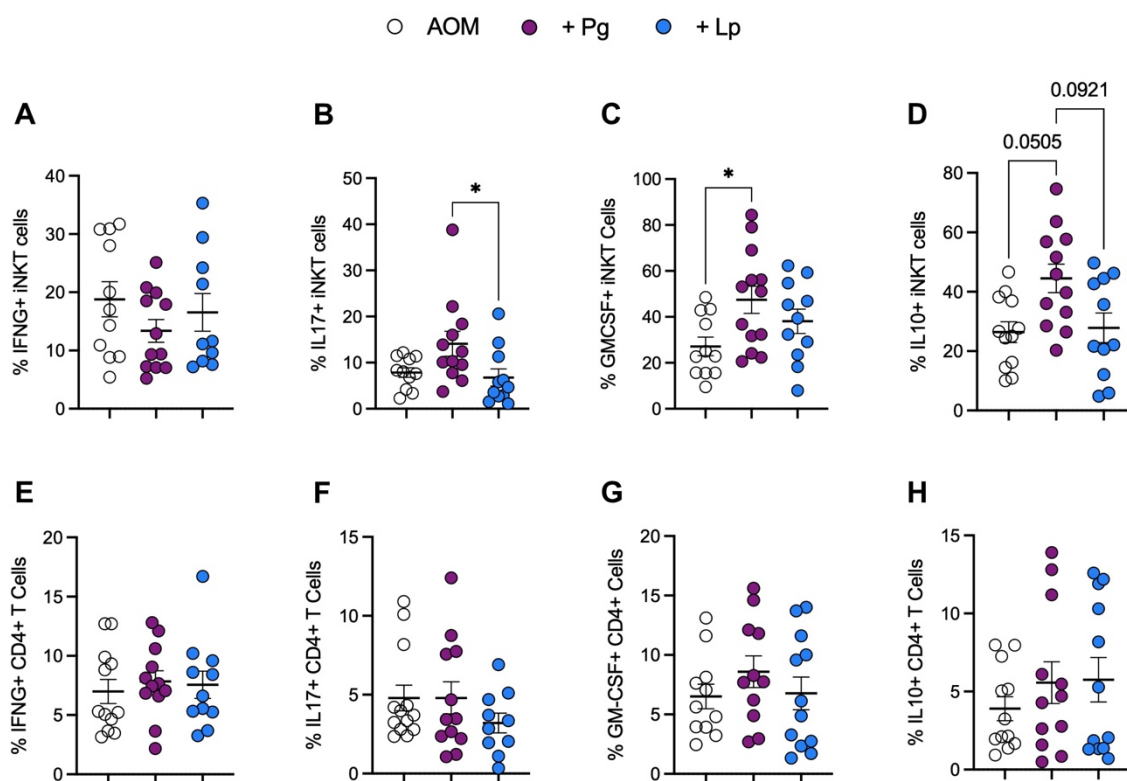 AOM + Pg + Lp
A
% IFNG+ iNKT cells
40
30
20
10
0
B
% IL17+ iNKT cells
50
40
30
20
10
0
*
C
% GMCSF+ iNKT Cells
100
80
60
40
20
0
*
D
% IL10+ iNKT cells
80
60
40
20
0
0.0505
0.0921
E
% IFNG+ CD4+ T Cells
20
15
10
5
0
F
% IL17+ CD4+ T Cells
15
10
5
0
G
% GM-CSF+ CD4+ Cells
20
15
10
5
0
H
% IL10+ CD4+ T Cells
15
10
5
0